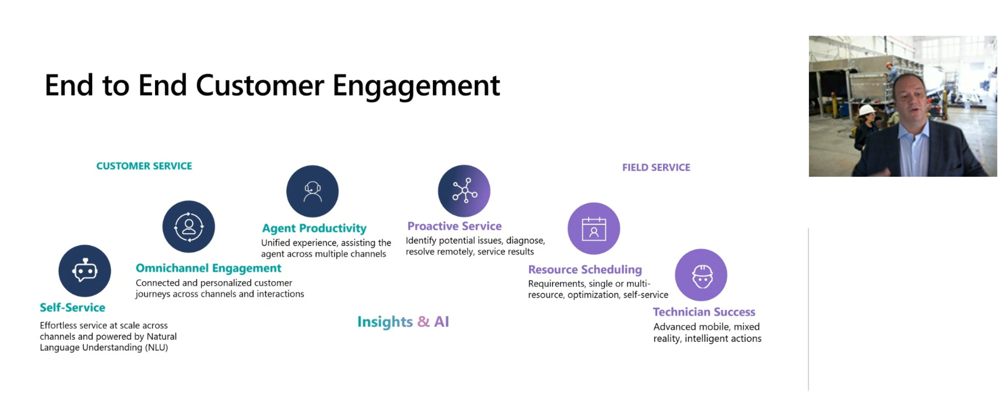 End to End Customer Engagement
CUSTOMER SERVICE
FIELD SERVICE
Self-Service
Effortless service at scale across
channels and powered by Natural
Language Understanding (NLU)
Omnichannel Engagement
Connected and personalized customer
journeys across channels and interactions
Agent Productivity
Unified experience, assisting the
agent across multiple channels
Proactive Service
Identify potential issues, diagnose,
resolve remotely, service results
Resource Scheduling
Requirements, single or multi-
resource, optimization, self-service
Technician Success
Advanced mobile, mixed
reality, intelligent actions
Insights & AI